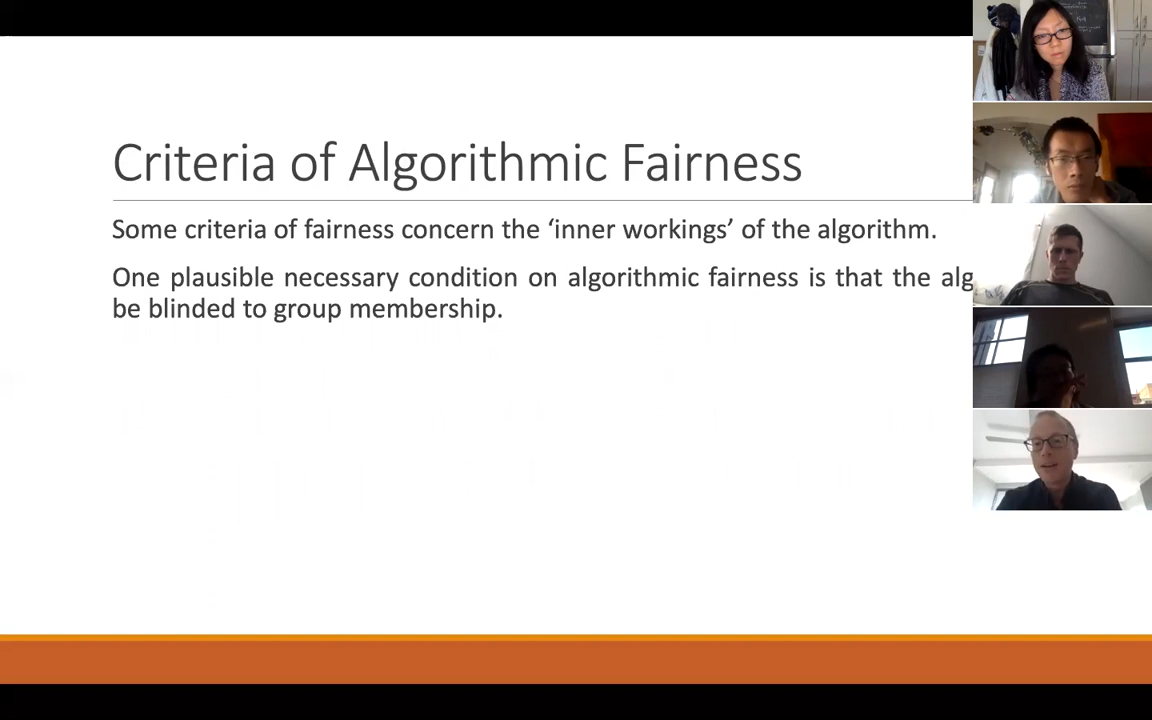 Criteria of Algorithmic Fairness
Some criteria of fairness concern the ‘inner workings’ of the algorithm.
One plausible necessary condition on algorithmic fairness is that the alg
be blinded to group membership.